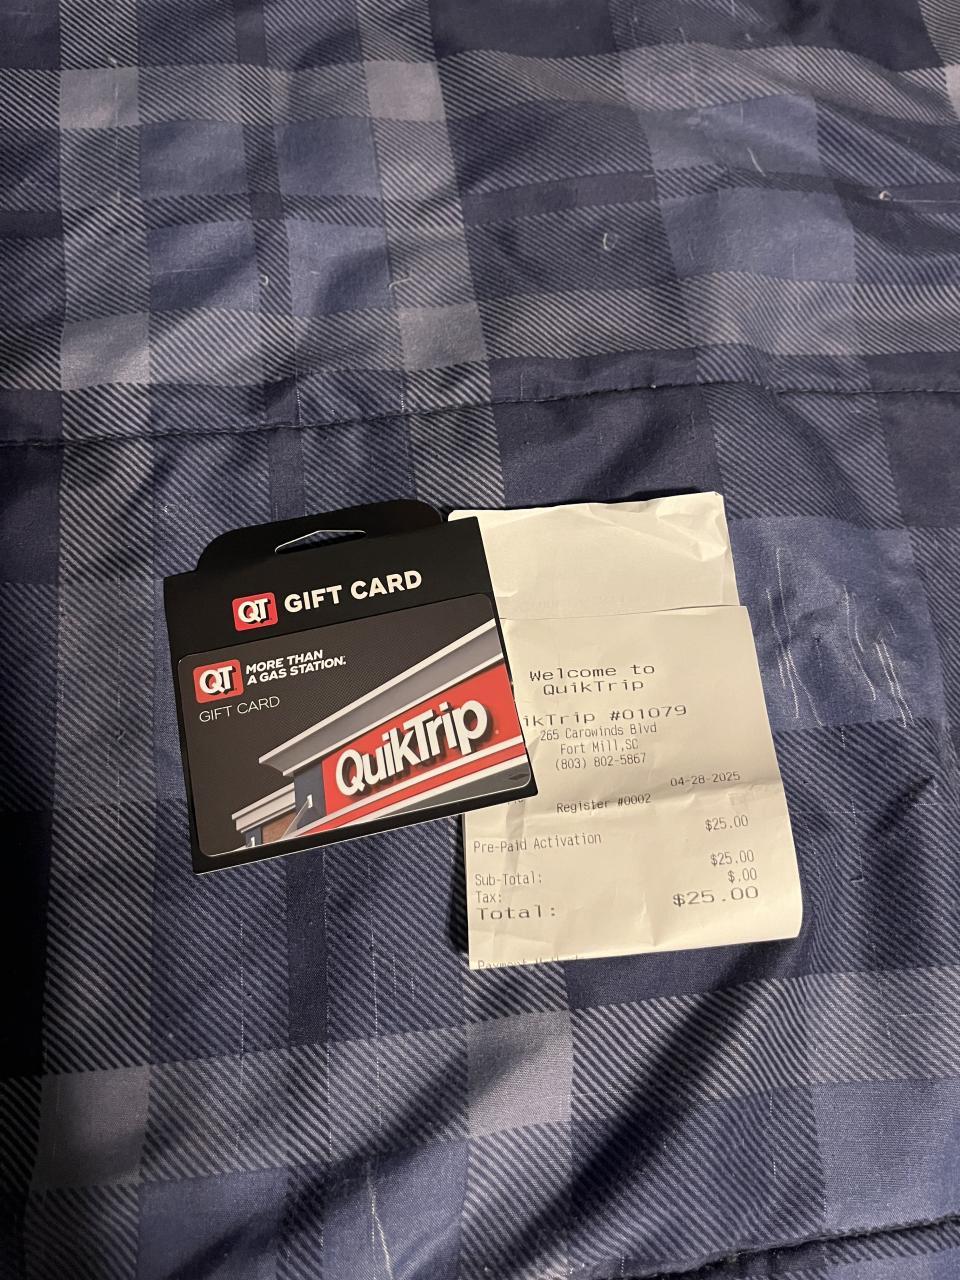 QT GIFT CARD
QT MORE THAN
A GAS STATION.
GIFT CARD
QuikTrip
Welcome to
QuikTrip
ikTrip #01079
265 Carowinds Blvd
Fort Mill,SC
(803) 802-5867
04-28-2025
Register #0002
$25.00
Pre-Paid Activation
$25.00
Sub-Total:
$.00
Tax:
$25.00
Total:
Payment